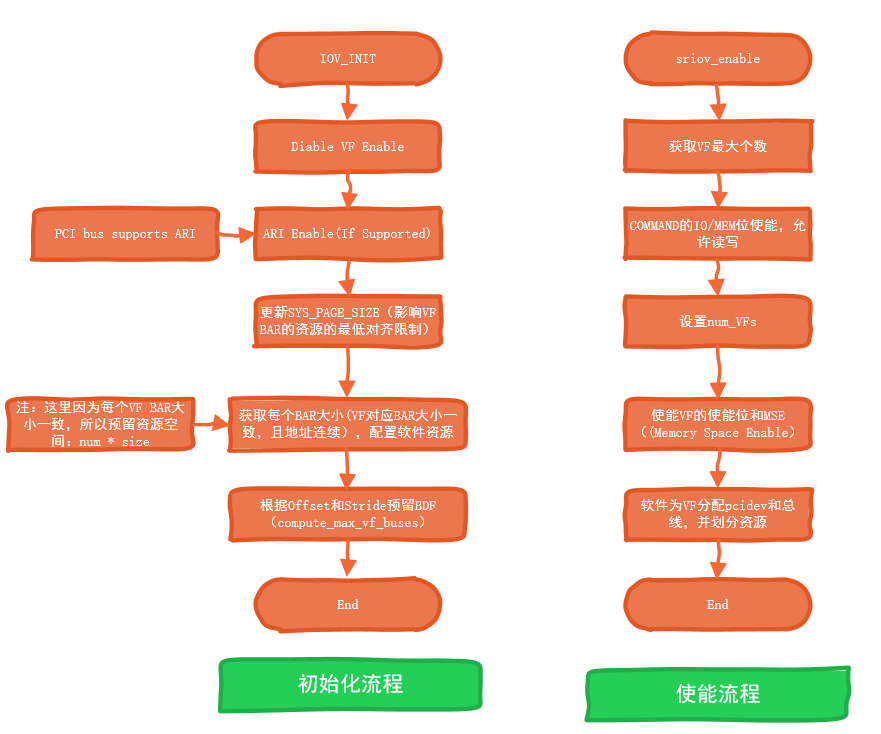 IOV_INIT
Diable VF Enable
PCI bus supports ARI
ARI Enable(If Supported)
更新SYS_PAGE_SIZE（影响VF
BAR的资源的最低对齐限制）
注：这里因为每个VF BAR大
小一致，所以预留资源空
间：num * size
获取每个BAR大小(VF对应BAR大小一
致，且地址连续），配置软件资源
根据Offset和Stride预留BDF
（compute_max_vf_buses）
End
初始化流程
sriov_enable
获取VF最大个数
COMMAND的IO/MEM位使能，允
许读写
设置num_VFs
使能VF的使能位和MSE
（(Memory Space Enable）
软件为VF分配pcidev和总
线，并划分资源
End
使能流程